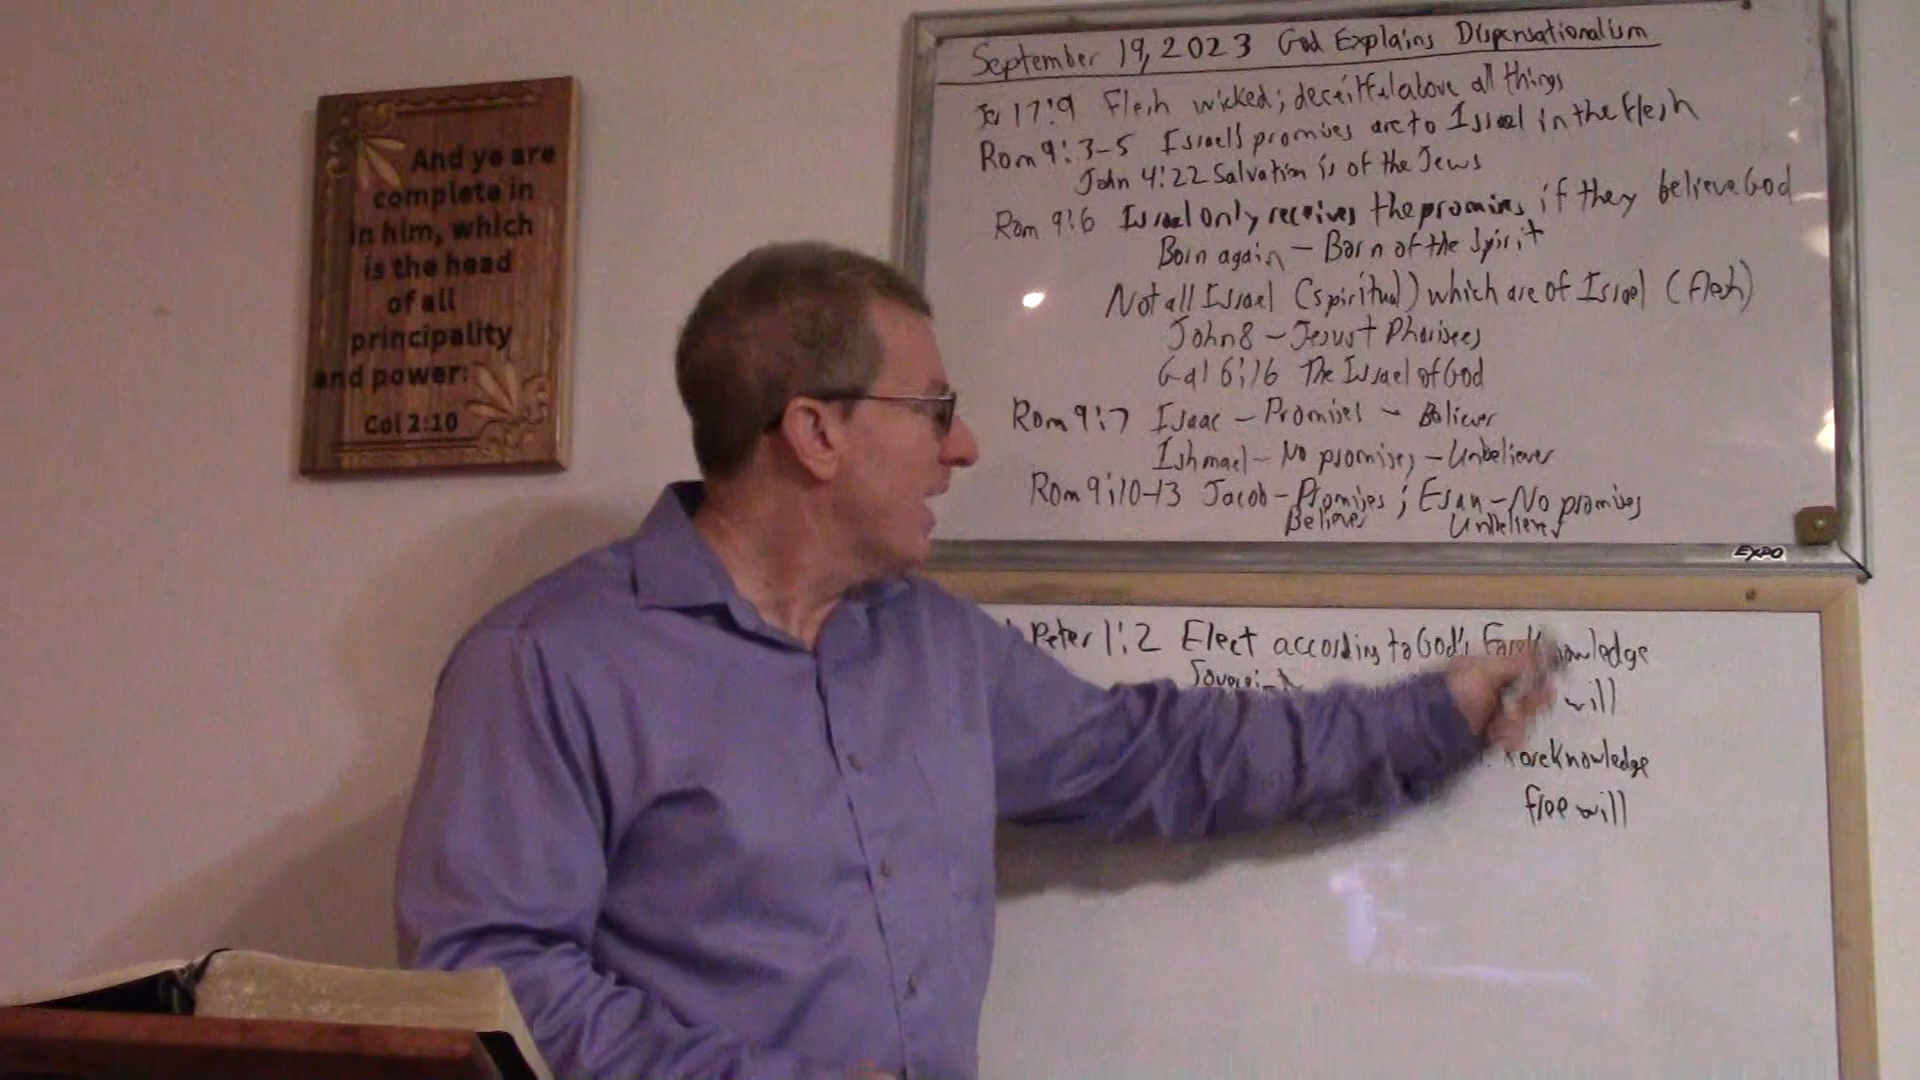 And ye are
complete in
in him, which
is the head
of all
principality
and power:
Col 2:10
September 19, 2023 God Explains Dispensationalism
Jer 17:9 Flesh wicked; deceitful above all things
Rom 9:3-5 Israel's promises are to Israel in the flesh
John 4:22 Salvation is of the Jews
Rom 9:6 Israel only receives the promises if they believe God
Born again - Born of the Spirit
Not all Israel (spiritual) which are of Israel (flesh)
John 8 - Jesus + Pharisees
Gal 6:16 The Israel of God
Rom 9:7 Isaac - Promises - Believer
Ishmael - No promises - Unbeliever
Rom 9:10-13 Jacob - Promises ; Esau - No promises
Believer Unbeliever
EXPO
Peter 1:2 Elect according to God's Foreknowledge
will
foreknowledge
free will